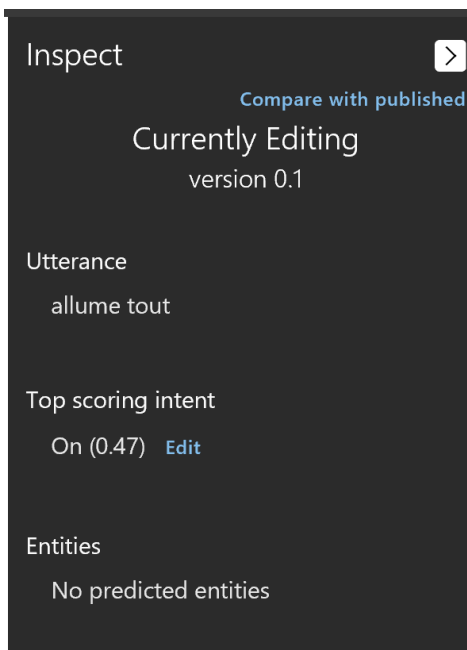 Inspect
Compare with published
Currently Editing
version 0.1
Utterance
allume tout
Top scoring intent
On (0.47) Edit
Entities
No predicted entities